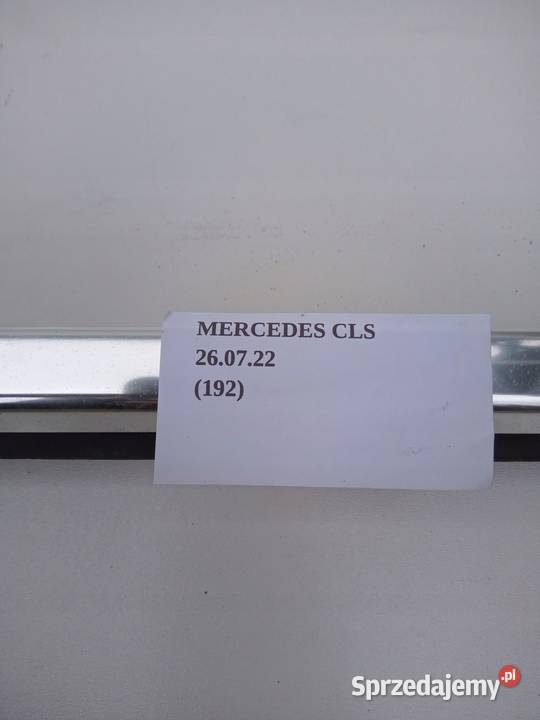 MERCEDES CLS
26.07.22
(192)
Sprzedajemy.pl